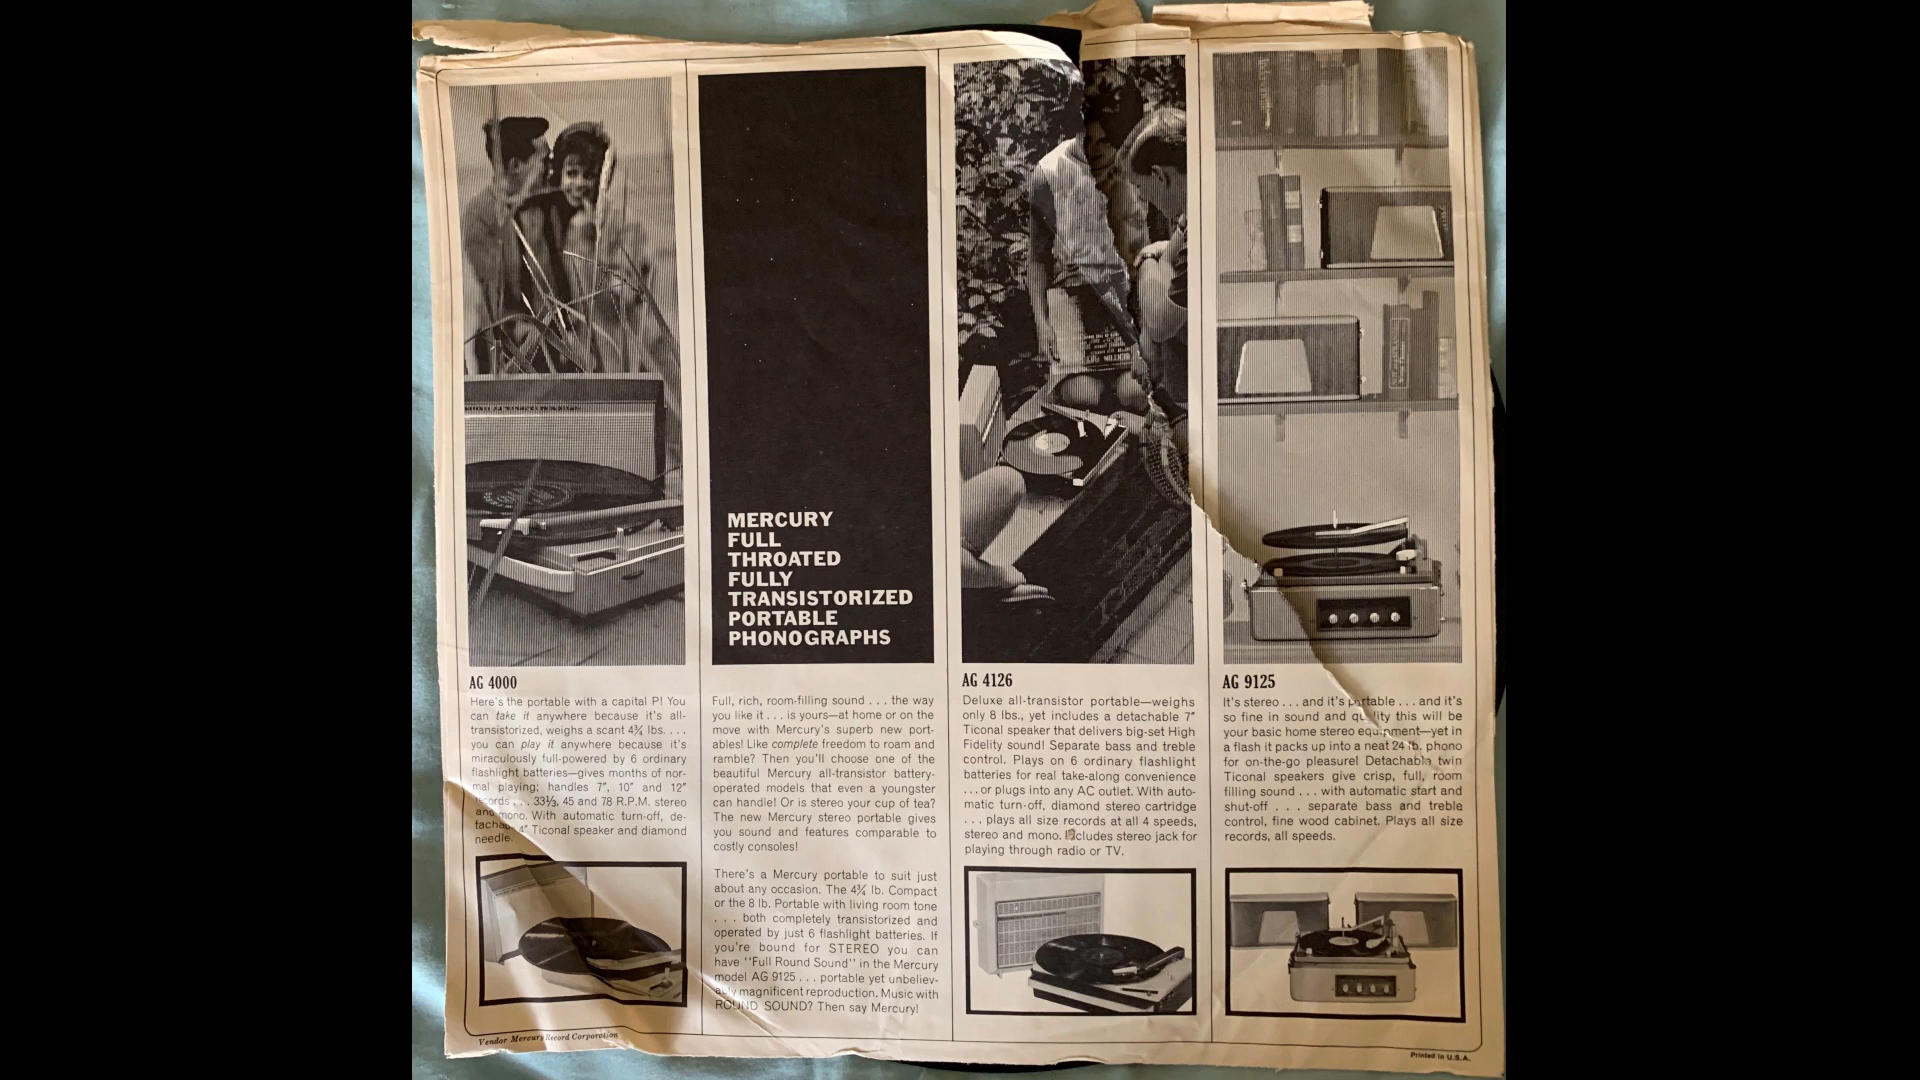 MERCURY
FULL
THROATED
FULLY
TRANSISTORIZED
PORTABLE
PHONOGRAPHS
AG 4000
Here's the portable with a capital P! You
can take it anywhere because it's all-
transistorized, weighs a scant 4¾ lbs. . . .
you can play it anywhere because it's
miraculously full-powered by 6 ordinary
flashlight batteries—gives months of nor-
mal playing; handles 7", 10" and 12"
records . . . 33⅓, 45 and 78 R.P.M. stereo
and mono. With automatic turn-off, de-
4" Ticonal speaker and diamond
needle.
Full, rich, room-filling sound . . . the way
you like it . . . is yours—at home or on the
move with Mercury's superb new port-
ables! Like complete freedom to roam and
ramble? Then you'll choose one of the
beautiful Mercury all-transistor battery-
operated models that even a youngster
can handle! Or is stereo your cup of tea?
The new Mercury stereo portable gives
you sound and features comparable to
costly consoles!
There's a Mercury portable to suit just
about any occasion. The 4¾ lb. Compact
or the 8 lb. Portable with living room tone
. . . both completely transistorized and
operated by just 6 flashlight batteries. If
you're bound for STEREO you can
have "Full Round Sound" in the Mercury
model AG 9125 . . . portable yet unbeliev-
ably magnificent reproduction. Music with
ROUND SOUND? Then say Mercury!
AG 4126
Deluxe all-transistor portable—weighs
only 8 lbs., yet includes a detachable 7"
Ticonal speaker that delivers big-set High
Fidelity sound! Separate bass and treble
control. Plays on 6 ordinary flashlight
batteries for real take-along convenience
. . . or plugs into any AC outlet. With auto-
matic turn-off, diamond stereo cartridge
. . . plays all size records at all 4 speeds,
stereo and mono. Includes stereo jack for
playing through radio or TV.
AG 9125
It's stereo . . . and it's portable . . . and it's
so fine in sound and quality this will be
your basic home stereo equipment—yet in
a flash it packs up into a neat 24 lb. phono
for on-the-go pleasure! Detachable twin
Ticonal speakers give crisp, full, room
filling sound . . . with automatic start and
shut-off . . . separate bass and treble
control, fine wood cabinet. Plays all size
records, all speeds.
Vendor Mercury Record Corporation
Printed in U.S.A.